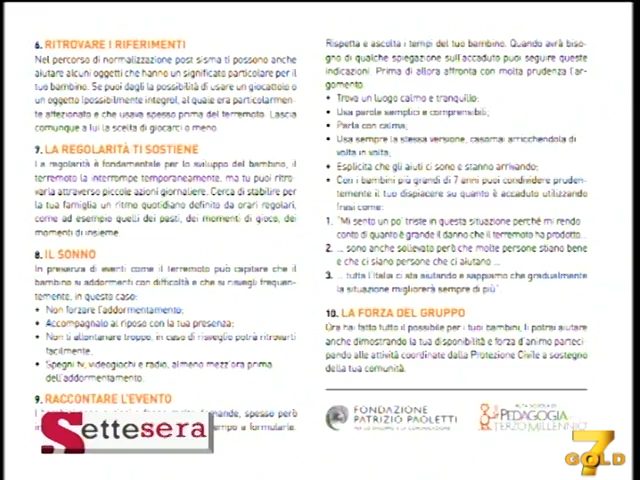 6. RITROVARE I RIFERIMENTI
Nel percorso di normalizzazione post sisma ti possono anche
aiutare alcuni oggetti che hanno un significato particolare per il
tuo bambino. Se puoi dagli la possibilità di usare un giocattolo o
un oggetto (possibilmente integro), al quale era particolarmen-
te affezionato e che usava spesso prima del terremoto. Lascia
comunque a lui la scelta di giocarci o meno.
7. LA REGOLARITÀ TI SOSTIENE
La regolarità è fondamentale per lo sviluppo del bambino, il
terremoto la interrompe temporaneamente, ma tu puoi ritro-
varla attraverso piccole azioni giornaliere. Cerca di stabilire per
la tua famiglia un ritmo quotidiano definito da orari regolari,
come ad esempio quelli dei pasti, dei momenti di gioco, dei
momenti di insieme.
8. IL SONNO
In presenza di eventi come il terremoto può capitare che il
bambino si addormenti con difficoltà e che si risvegli frequen-
temente, in questo caso:
• Non forzare l'addormentamento;
• Accompagnalo al riposo con la tua presenza;
• Non ti allontanare troppo, in caso di risveglio potrà ritrovarti
facilmente.
• Spegni tv, videogiochi e radio, almeno mezz'ora prima
dell'addormentamento.
9. RACCONTARE L'EVENTO
mande, spesso però
empo a formularle.
Rispetta e ascolta i tempi del tuo bambino. Quando avrà biso-
gno di qualche spiegazione sull'accaduto puoi seguire queste
indicazioni. Prima di allora affronta con molta prudenza l'ar-
gomento.
• Trova un luogo calmo e tranquillo;
• Usa parole semplici e comprensibili;
• Parla con calma;
• Usa sempre la stessa versione, casomai arricchendola di
volta in volta;
• Esplicita che gli aiuti ci sono e stanno arrivando;
• Con i bambini più grandi di 7 anni puoi condividere pruden-
temente il tuo dispiacere su quanto è accaduto utilizzando
frasi come:
1. "Mi sento un po' triste in questa situazione perché mi rendo
conto di quanto è grande il danno che il terremoto ha prodotto...
2. ... sono anche sollevato però che molte persone stiano bene
e che ci siano persone che ci aiutano ...
3. ... tutta l'Italia ci sta aiutando e sappiamo che gradualmente
la situazione migliorerà sempre di più".
10. LA FORZA DEL GRUPPO
Ora hai fatto tutto il possibile per i tuoi bambini, li potrai aiutare
anche dimostrando la tua disponibilità e forza d'animo parteci-
pando alle attività coordinate dalla Protezione Civile a sostegno
della tua comunità.
FONDAZIONE
PATRIZIO PAOLETTI
PER LO SVILUPPO E LA COMUNICAZIONE
ALTA SCUOLA DI
PEDAGOGIA
TERZO MILLENNIO
Settesera
7
GOLD